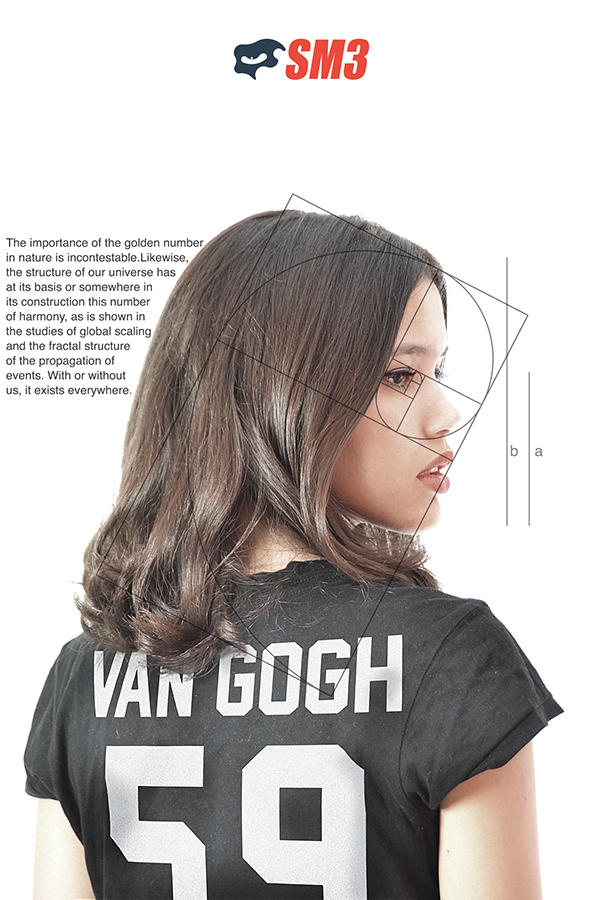 SM3
The importance of the golden number
in nature is incontestable.Likewise,
the structure of our universe has
at its basis or somewhere in
its construction this number
of harmony, as is shown in
the studies of global scaling
and the fractal structure
of the propagation of
events. With or without
us, it exists everywhere.
b a
VAN GOGH
59